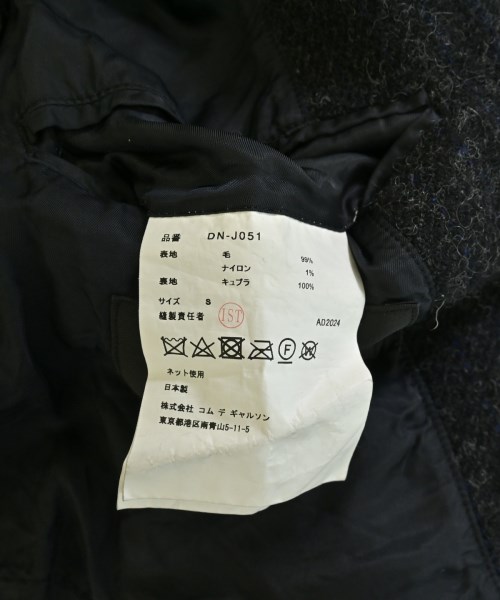 品番 DN-J051
表地 毛 99%
ナイロン 1%
裏地 キュプラ 100%
サイズ S
縫製責任者 IST
AD2024
F W
ネット使用
日本製
株式会社 コム デ ギャルソン
東京都港区南青山5-11-5